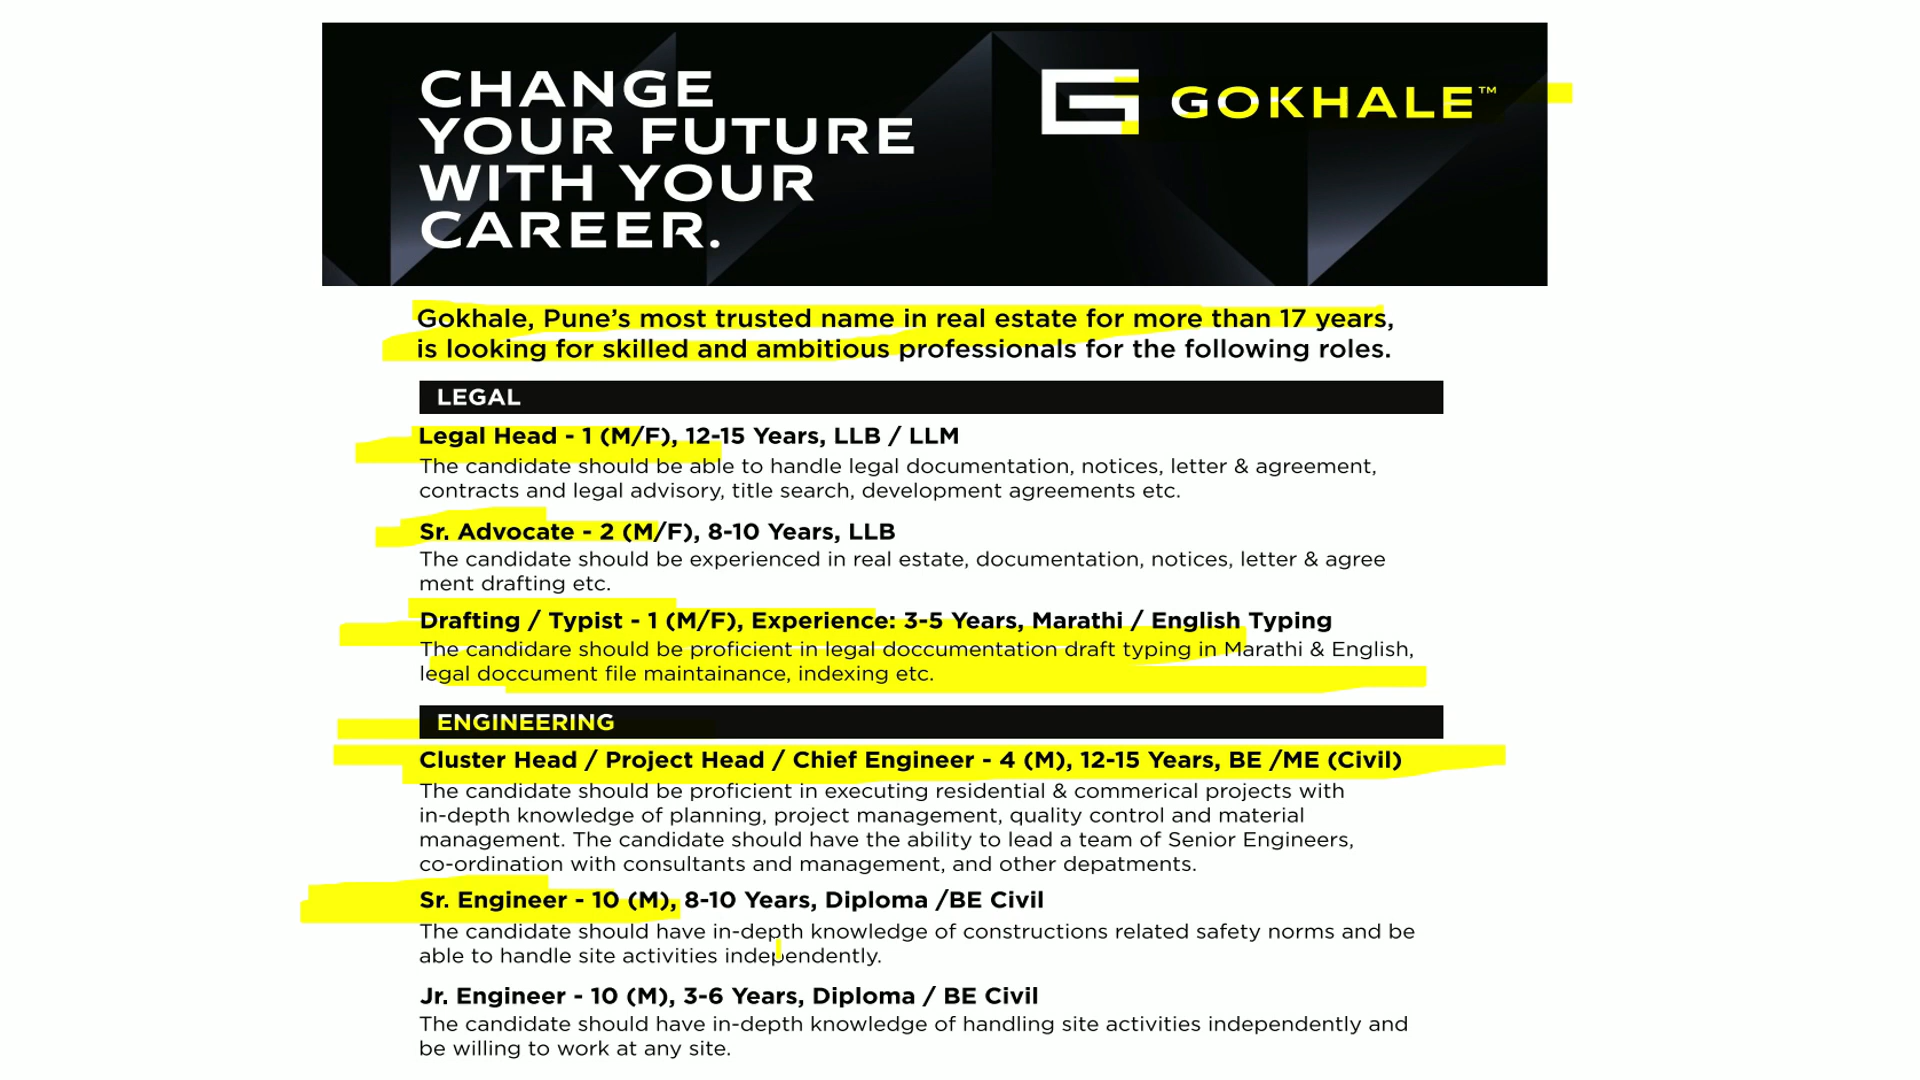 CHANGE
YOUR FUTURE
WITH YOUR
CAREER.
GOKHALE™
Gokhale, Pune’s most trusted name in real estate for more than 17 years,
is looking for skilled and ambitious professionals for the following roles.
LEGAL
Legal Head - 1 (M/F), 12-15 Years, LLB / LLM
The candidate should be able to handle legal documentation, notices, letter & agreement,
contracts and legal advisory, title search, development agreements etc.
Sr. Advocate - 2 (M/F), 8-10 Years, LLB
The candidate should be experienced in real estate, documentation, notices, letter & agree
ment drafting etc.
Drafting / Typist - 1 (M/F), Experience: 3-5 Years, Marathi / English Typing
The candidare should be proficient in legal doccumentation draft typing in Marathi & English,
legal doccument file maintainance, indexing etc.
ENGINEERING
Cluster Head / Project Head / Chief Engineer - 4 (M), 12-15 Years, BE /ME (Civil)
The candidate should be proficient in executing residential & commerical projects with
in-depth knowledge of planning, project management, quality control and material
management. The candidate should have the ability to lead a team of Senior Engineers,
co-ordination with consultants and management, and other depatments.
Sr. Engineer - 10 (M), 8-10 Years, Diploma /BE Civil
The candidate should have in-depth knowledge of constructions related safety norms and be
able to handle site activities independently.
Jr. Engineer - 10 (M), 3-6 Years, Diploma / BE Civil
The candidate should have in-depth knowledge of handling site activities independently and
be willing to work at any site.